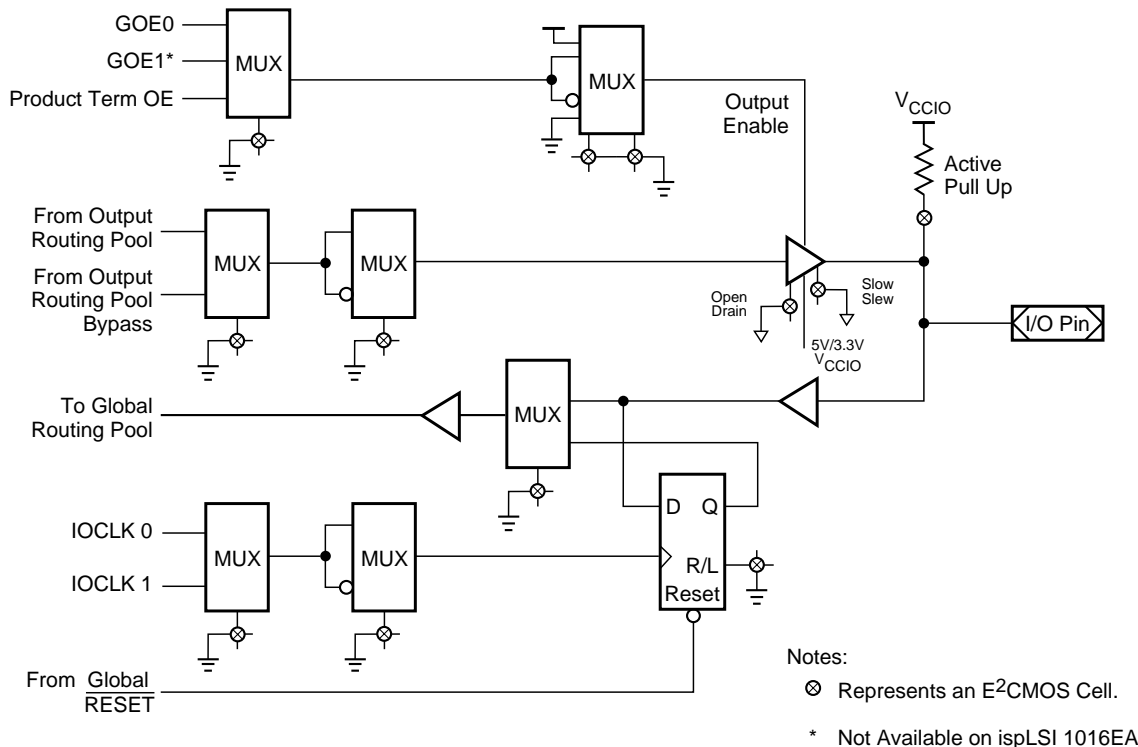 GOE0
GOE1*
Product Term OE
MUX
MUX
Output
Enable
VCCIO
Active
Pull Up
From Output
Routing Pool
From Output
Routing Pool
Bypass
MUX
MUX
Open
Drain
Slow
Slew
5V/3.3V
VCCIO
I/O Pin
To Global
Routing Pool
MUX
IOCLK 0
IOCLK 1
MUX
MUX
D Q
R/L
Reset
From Global
RESET
Notes:
Represents an E²CMOS Cell.
* Not Available on ispLSI 1016EA